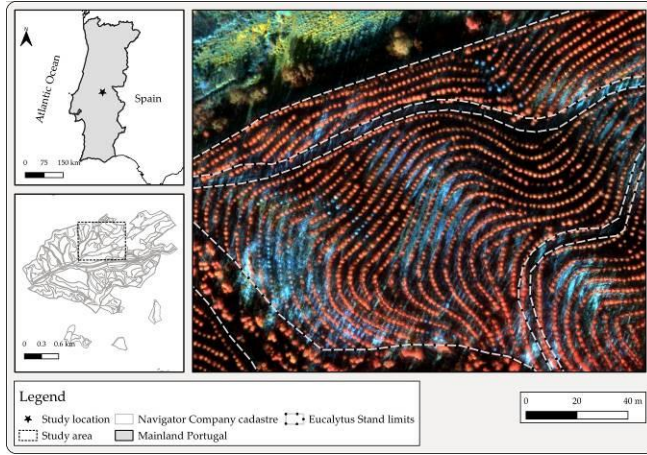 N
Atlantic Ocean
Spain
0 75 150 km
0 0.3 0.6 km
Legend
Study location
Navigator Company cadastre
Eucalytus Stand limits
Study area
Mainland Portugal
0 20 40 m